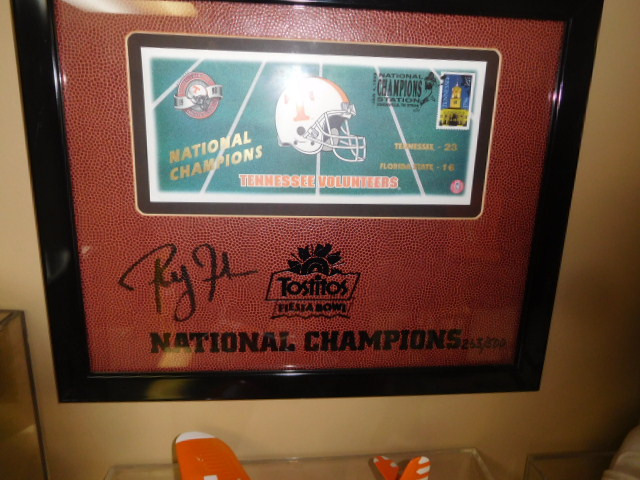 NATIONAL
CHAMPIONS
STATION
NATIONAL
CHAMPIONS
T
TENNESSEE - 23
FLORIDA STATE - 16
TENNESSEE VOLUNTEERS
Tostitos
FIESTA BOWL
NATIONAL CHAMPIONS